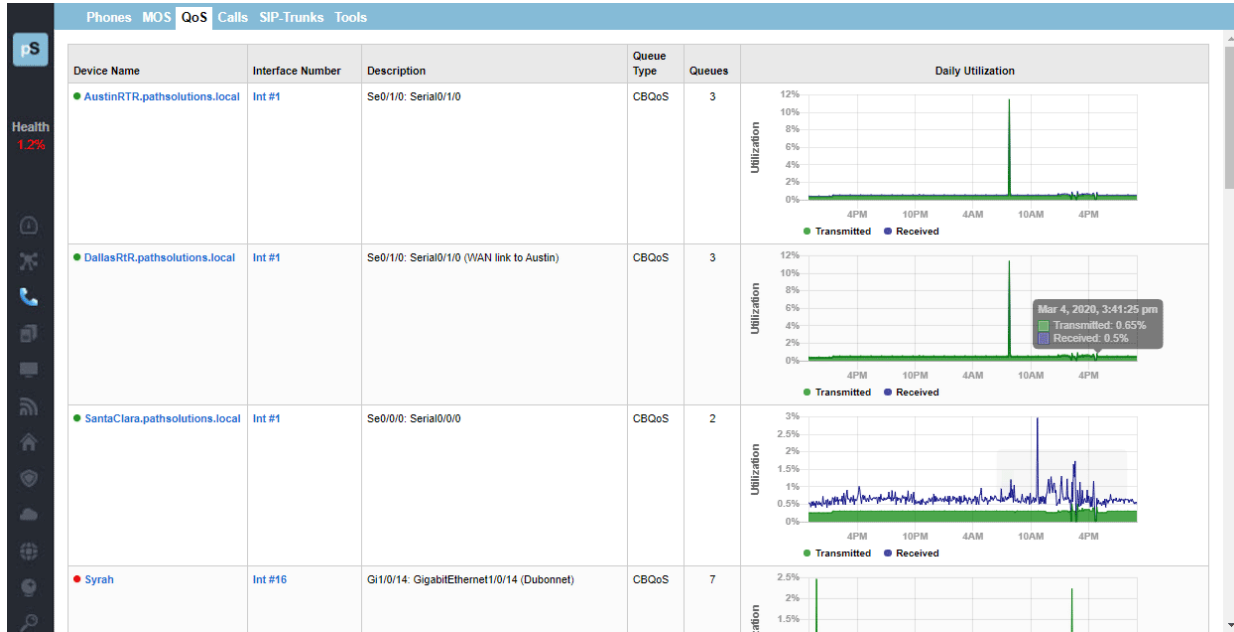 Phones MOS QoS Calls SIP-Trunks Tools
pS
Health
1.2%
Device Name Interface Number Description Queue Type Queues Daily Utilization
AustinRTR.pathsolutions.local Int #1 Se0/1/0: Serial0/1/0 CBQoS 3
Utilization
12%
10%
8%
6%
4%
2%
0%
4PM 10PM 4AM 10AM 4PM
Transmitted Received
DallasRtR.pathsolutions.local Int #1 Se0/1/0: Serial0/1/0 (WAN link to Austin) CBQoS 3
Utilization
12%
10%
8%
6%
4%
2%
0%
Mar 4, 2020, 3:41:25 pm
Transmitted: 0.65%
Received: 0.5%
4PM 10PM 4AM 10AM 4PM
Transmitted Received
SantaClara.pathsolutions.local Int #1 Se0/0/0: Serial0/0/0 CBQoS 2
Utilization
3%
2.5%
2%
1.5%
1%
0.5%
0%
4PM 10PM 4AM 10AM 4PM
Transmitted Received
Syrah Int #16 Gi1/0/14: GigabitEthernet1/0/14 (Dubonnet) CBQoS 7
2.5%
2%
1.5%